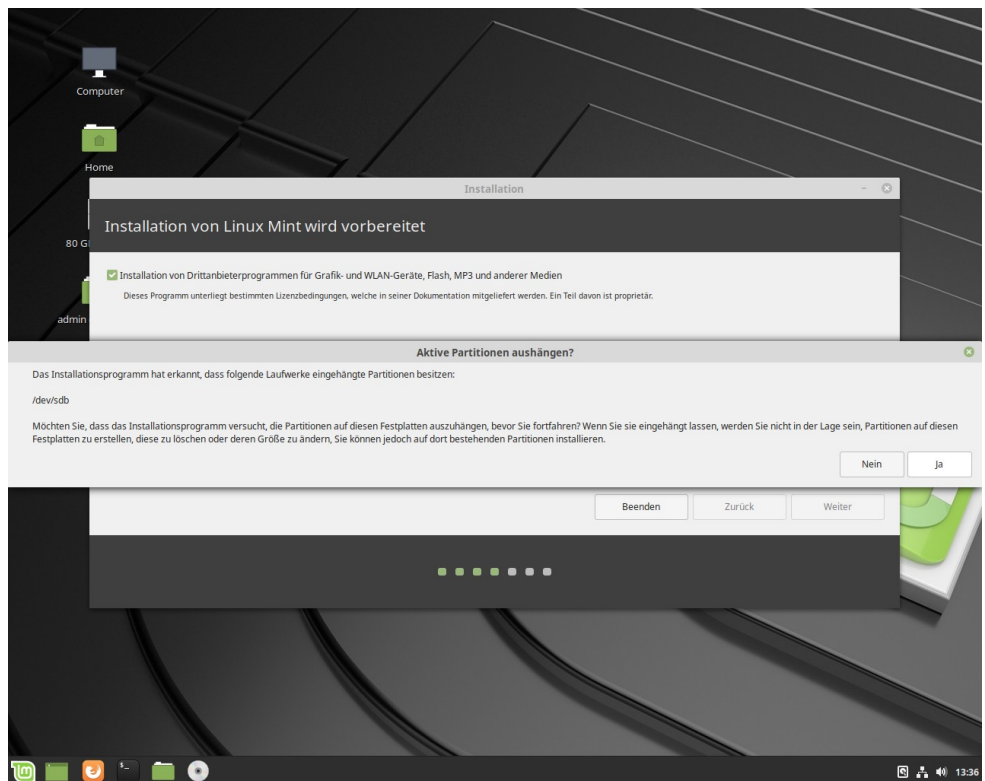 Computer
Home
Installation
Installation von Linux Mint wird vorbereitet
80 G
Installation von Drittanbieterprogrammen für Grafik- und WLAN-Geräte, Flash, MP3 und anderer Medien
Dieses Programm unterliegt bestimmten Lizenzbedingungen, welche in seiner Dokumentation mitgeliefert werden. Ein Teil davon ist proprietär.
admin
Aktive Partitionen aushängen?
Das Installationsprogramm hat erkannt, dass folgende Laufwerke eingehängte Partitionen besitzen:
/dev/sdb
Möchten Sie, dass das Installationsprogramm versucht, die Partitionen auf diesen Festplatten auszuhängen, bevor Sie fortfahren? Wenn Sie sie eingehängt lassen, werden Sie nicht in der Lage sein, Partitionen auf diesen
Festplatten zu erstellen, diese zu löschen oder deren Größe zu ändern, Sie können jedoch auf dort bestehenden Partitionen installieren.
Nein Ja
Beenden Zurück Weiter
13:36